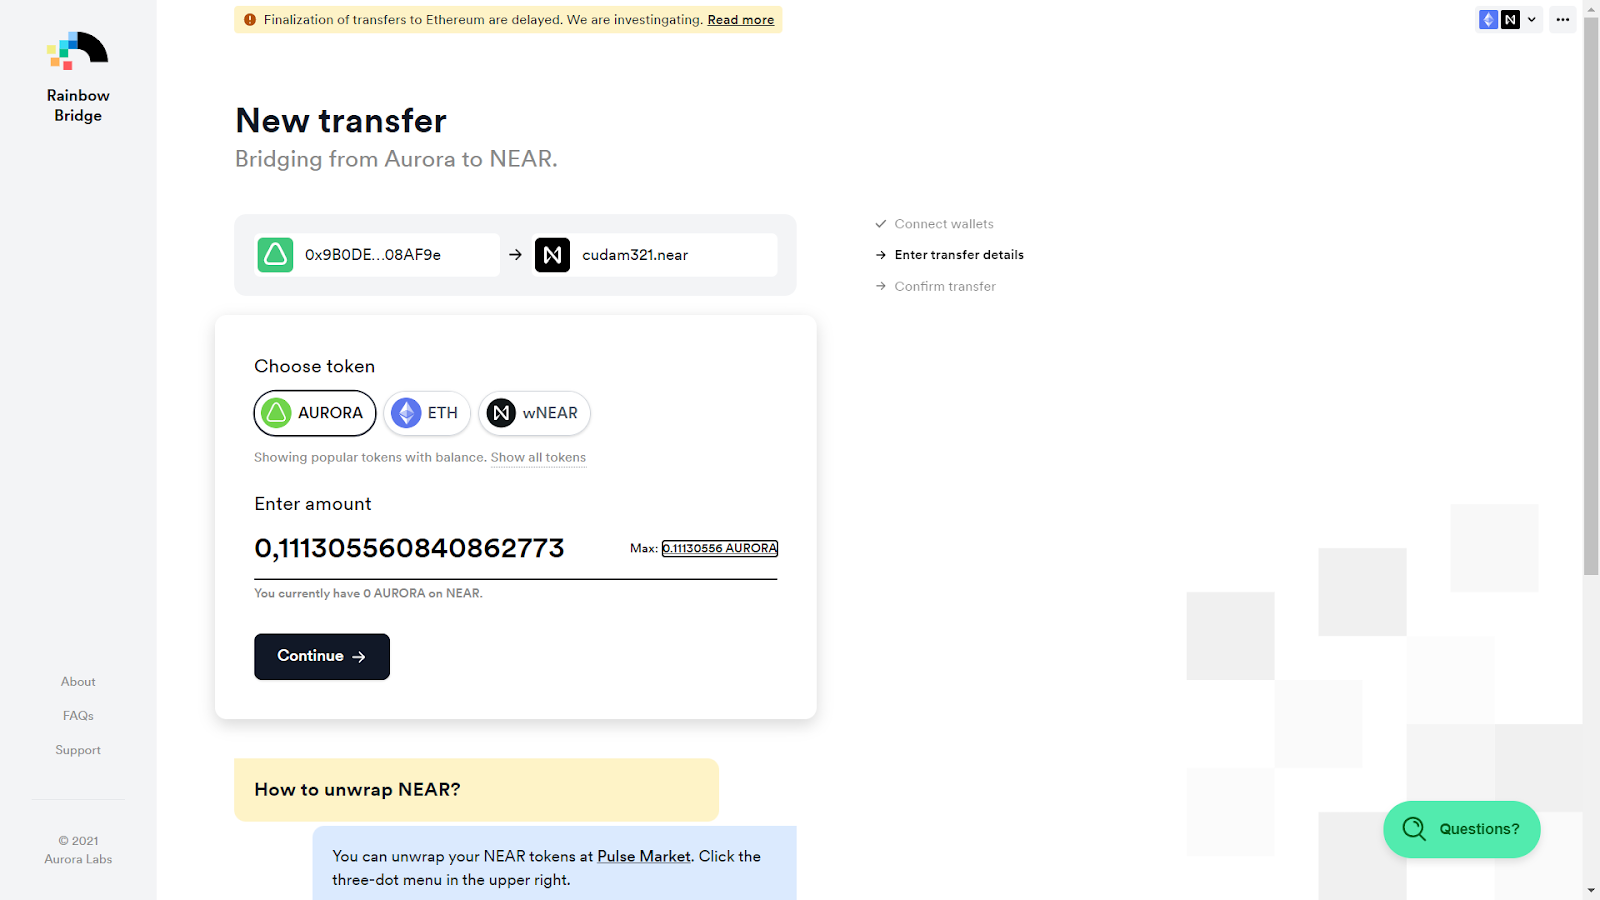 Finalization of transfers to Ethereum are delayed. We are investingating. Read more
Rainbow
Bridge
New transfer
Bridging from Aurora to NEAR.
0x9B0DE...08AF9e
cudam321.near
Connect wallets
Enter transfer details
Confirm transfer
Choose token
AURORA
ETH
wNEAR
Showing popular tokens with balance. Show all tokens
Enter amount
0,111305560840862773
Max: 0.11130556 AURORA
You currently have 0 AURORA on NEAR.
Continue
About
FAQs
Support
© 2021
Aurora Labs
How to unwrap NEAR?
You can unwrap your NEAR tokens at Pulse Market. Click the
three-dot menu in the upper right.
Questions?